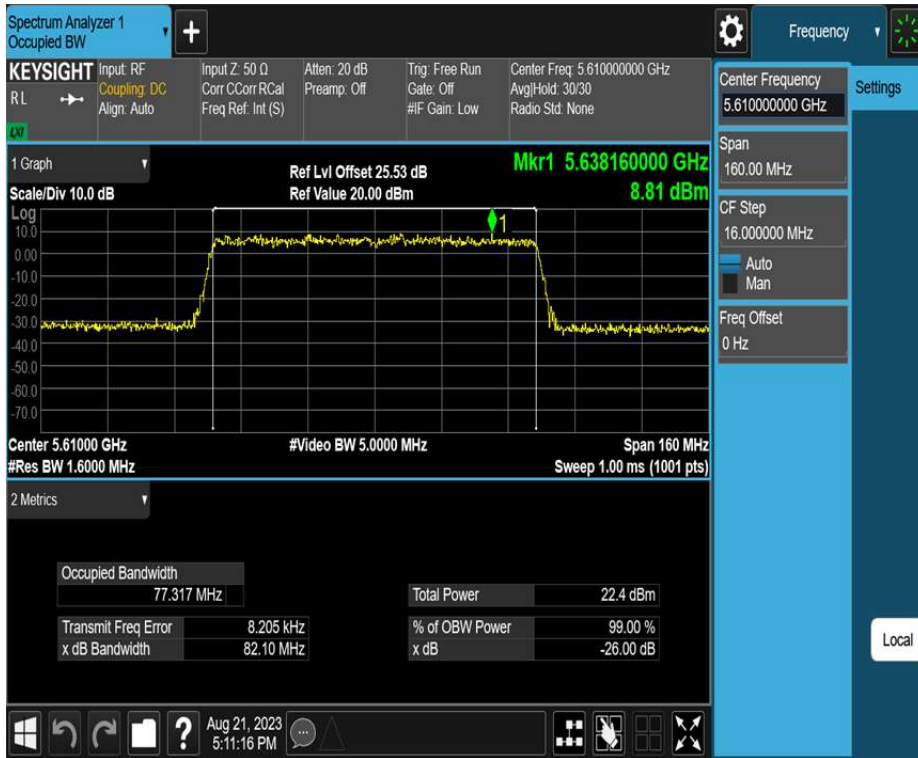 Spectrum Analyzer 1
Occupied BW
+
Frequency
KEYSIGHT
RL
LXI
Input: RF
Coupling: DC
Align: Auto
Input Z: 50 Ω
Corr CCorr RCal
Freq Ref: Int (S)
Atten: 20 dB
Preamp: Off
Trig: Free Run
Gate: Off
#IF Gain: Low
Center Freq: 5.610000000 GHz
Avg|Hold: 30/30
Radio Std: None
Center Frequency
5.610000000 GHz
Settings
Span
160.00 MHz
CF Step
16.000000 MHz
Auto
Man
Freq Offset
0 Hz
Local
1 Graph
Scale/Div 10.0 dB
Ref Lvl Offset 25.53 dB
Ref Value 20.00 dBm
Mkr1 5.638160000 GHz
8.81 dBm
Log
10.0
0.00
-10.0
-20.0
-30.0
-40.0
-50.0
-60.0
-70.0
1
Center 5.61000 GHz
#Res BW 1.6000 MHz
#Video BW 5.0000 MHz
Span 160 MHz
Sweep 1.00 ms (1001 pts)
2 Metrics
Occupied Bandwidth
77.317 MHz
Total Power 22.4 dBm
Transmit Freq Error 8.205 kHz
% of OBW Power 99.00 %
x dB Bandwidth 82.10 MHz
x dB -26.00 dB
?
Aug 21, 2023
5:11:16 PM